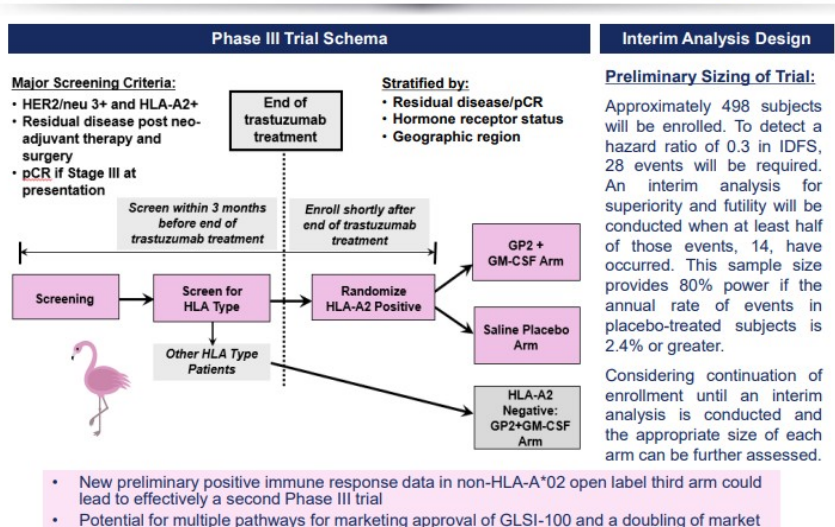 Phase III Trial Schema
Major Screening Criteria:
• HER2/neu 3+ and HLA-A2+
• Residual disease post neo-
adjuvant therapy and
surgery
• pCR if Stage III at
presentation
End of
trastuzumab
treatment
Stratified by:
• Residual disease/pCR
• Hormone receptor status
• Geographic region
Screen within 3 months
before end of
trastuzumab treatment
Enroll shortly after
end of trastuzumab
treatment
Screening
Screen for
HLA Type
Randomize
HLA-A2 Positive
GP2 +
GM-CSF Arm
Saline Placebo
Arm
Other HLA Type
Patients
HLA-A2
Negative:
GP2+GM-CSF
Arm
Interim Analysis Design
Preliminary Sizing of Trial:
Approximately 498 subjects
will be enrolled. To detect a
hazard ratio of 0.3 in IDFS,
28 events will be required.
An interim analysis for
superiority and futility will be
conducted when at least half
of those events, 14, have
occurred. This sample size
provides 80% power if the
annual rate of events in
placebo-treated subjects is
2.4% or greater.
Considering continuation of
enrollment until an interim
analysis is conducted and
the appropriate size of each
arm can be further assessed.
• New preliminary positive immune response data in non-HLA-A*02 open label third arm could
lead to effectively a second Phase III trial
• Potential for multiple pathways for marketing approval of GLSI-100 and a doubling of market